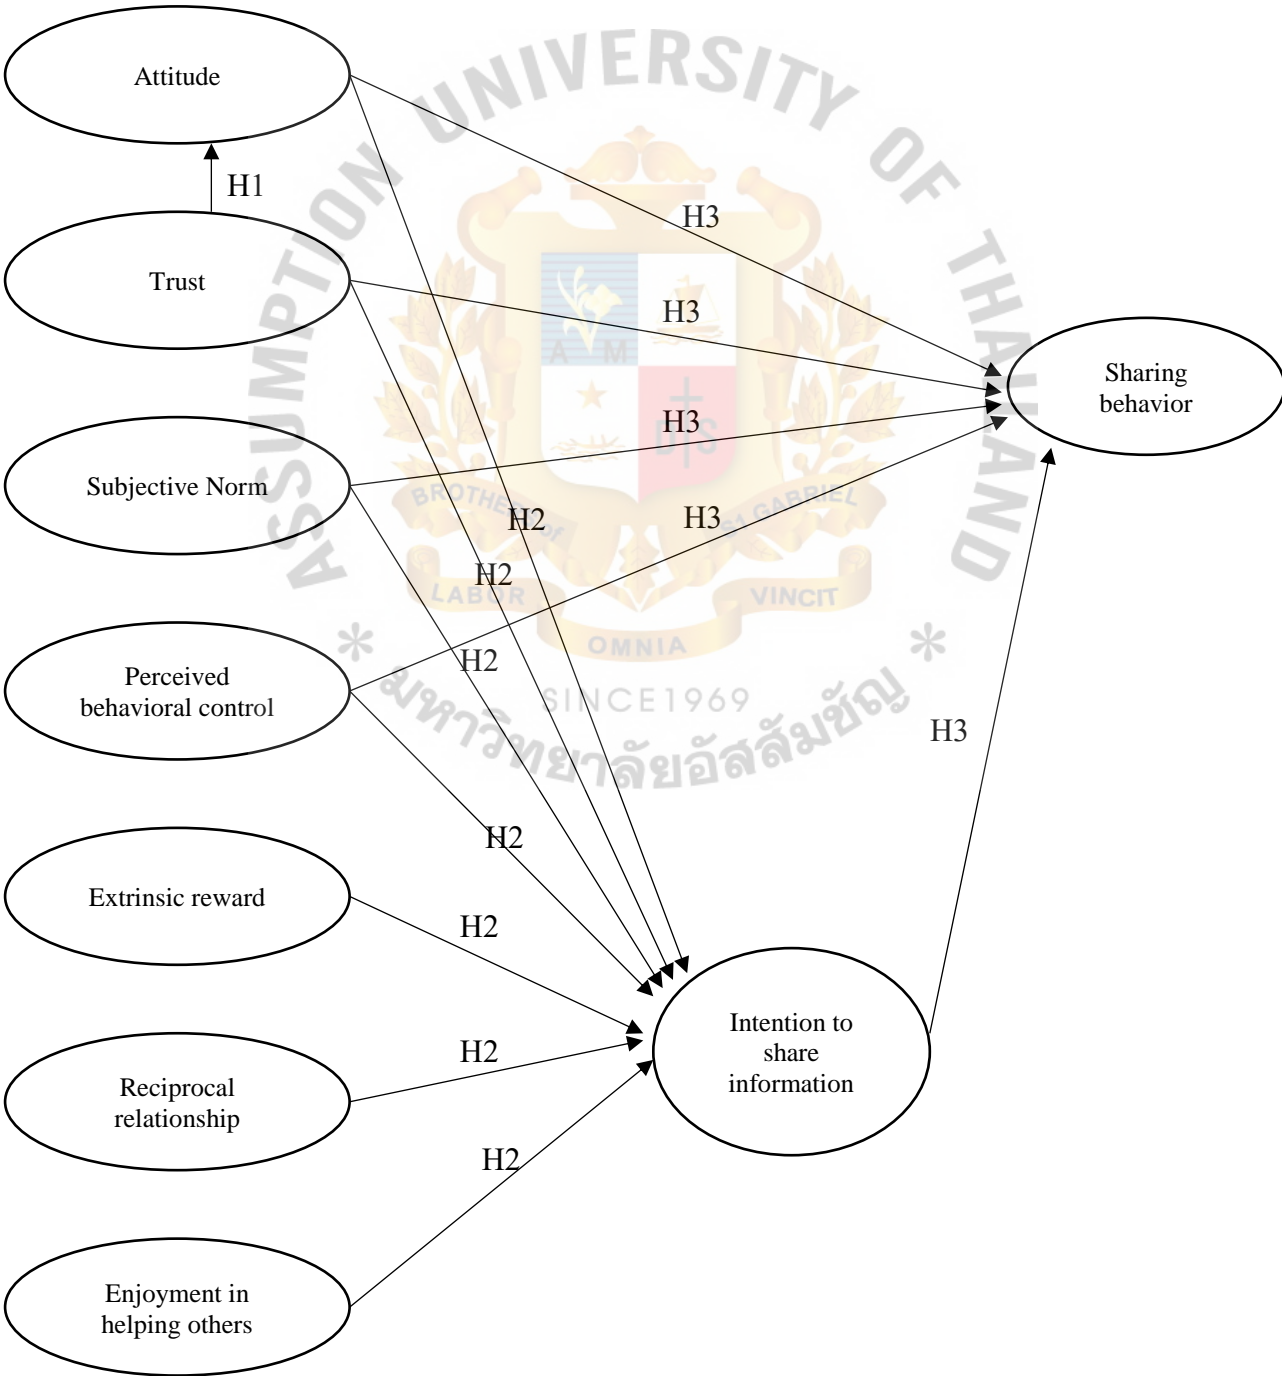 Attitude
H1
Trust
Subjective Norm
Perceived
behavioral control
Extrinsic reward
Reciprocal
relationship
Enjoyment in
helping others
H3
H3
H3
H3
H2
H2
H2
H2
H2
H2
H2
H3
Sharing
behavior
Intention to
share
information
ASSUMPTION UNIVERSITY OF THAILAND
A M
D S
BROTHERS of
S1 GABRIEL
LABOR
VINCIT
OMNIA
SINCE1969
มหาวิทยาลัยอัสสัมชัญ